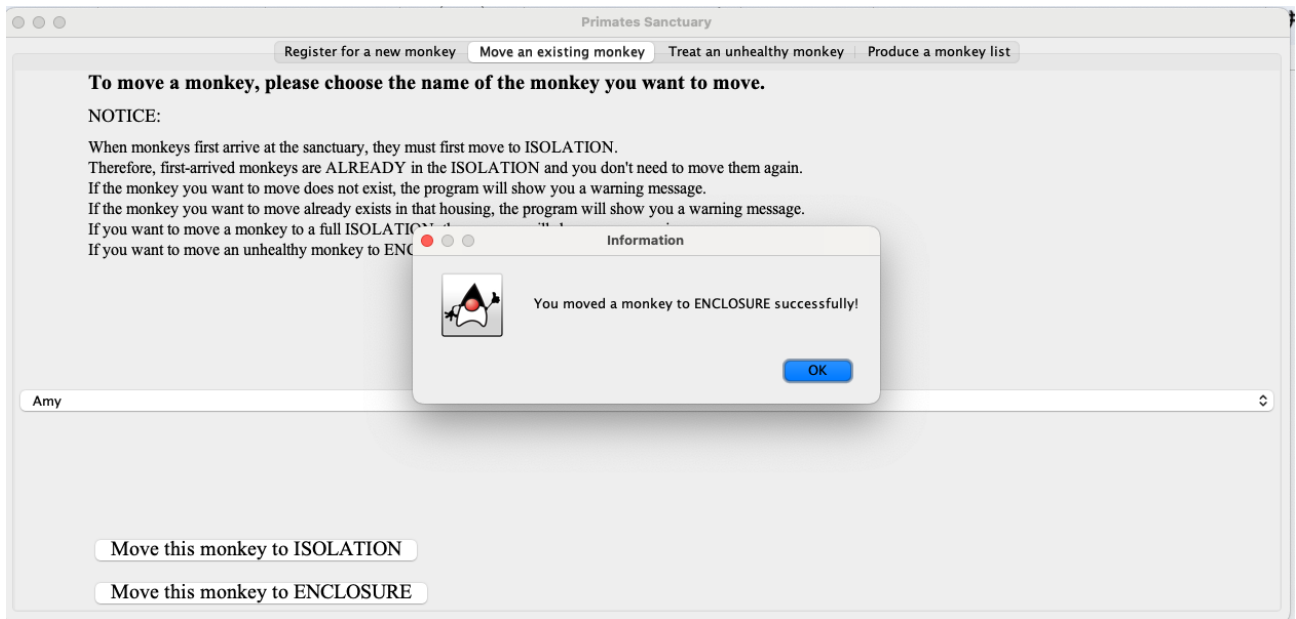 Primates Sanctuary
Register for a new monkey Move an existing monkey Treat an unhealthy monkey Produce a monkey list
To move a monkey, please choose the name of the monkey you want to move.
NOTICE:
When monkeys first arrive at the sanctuary, they must first move to ISOLATION.
Therefore, first-arrived monkeys are ALREADY in the ISOLATION and you don't need to move them again.
If the monkey you want to move does not exist, the program will show you a warning message.
If the monkey you want to move already exists in that housing, the program will show you a warning message.
If you want to move a monkey to a full
If you want to move an unhealthy monkey to
Information
You moved a monkey to ENCLOSURE successfully!
OK
Amy
Move this monkey to ISOLATION
Move this monkey to ENCLOSURE